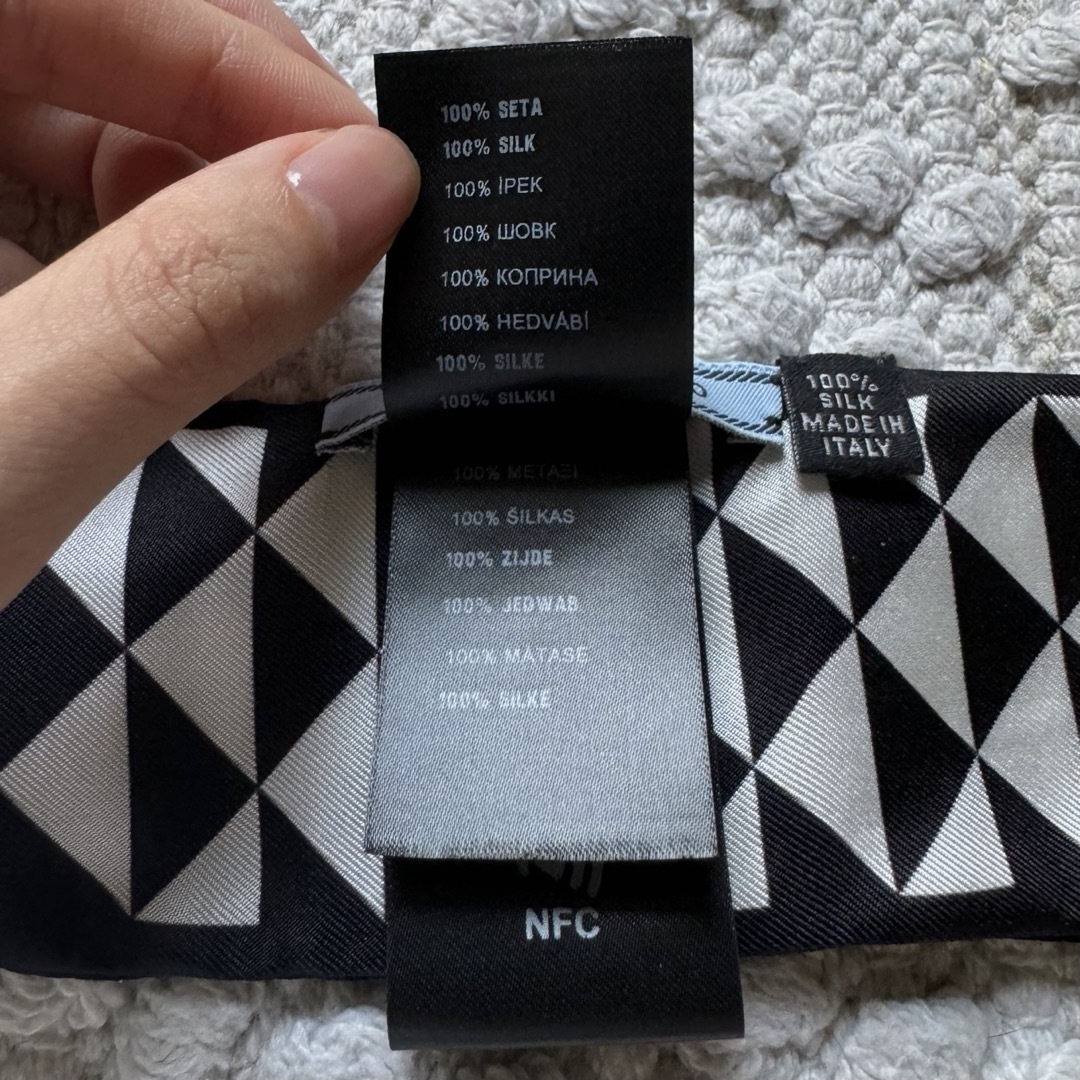 100% SETA
100% SILK
100% İPEK
100% ШОВК
100% КОПРИНА
100% HEDVÁBÍ
100% SILKE
100% SILKKI
100% ΜΕΤΑΞΙ
100% ŠILKAS
100% ZIJDE
100% JEDWAB
100% MATASE
100% SILKE
100%
SILK
MADE IN
ITALY
NFC